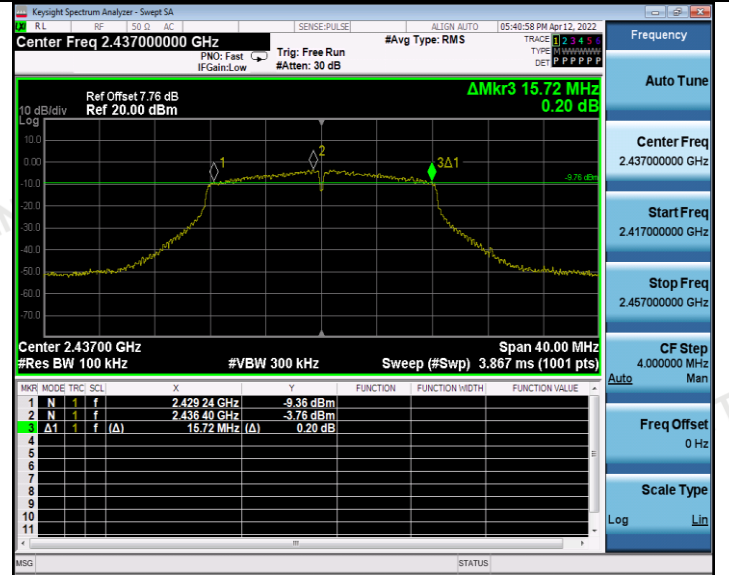 Keysight Spectrum Analyzer - Swept SA
LXI RL RF 50 Ω AC SENSE:PULSE ALIGN AUTO 05:40:58 PM Apr 12, 2022
Center Freq 2.437000000 GHz
PNO: Fast
IFGain:Low
Trig: Free Run
#Atten: 30 dB
#Avg Type: RMS
TRACE 1 2 3 4 5 6
TYPE M WWWWW
DET P P P P P P
Ref Offset 7.76 dB
10 dB/div Ref 20.00 dBm
Log
ΔMkr3 15.72 MHz
0.20 dB
10.0
0.00
-10.0
-20.0
-30.0
-40.0
-50.0
-60.0
-70.0
1
2
3Δ1
-9.76 dBm
Center 2.43700 GHz Span 40.00 MHz
#Res BW 100 kHz #VBW 300 kHz Sweep (#Swp) 3.867 ms (1001 pts)
MKR MODE TRC SCL X Y FUNCTION FUNCTION WIDTH FUNCTION VALUE
1 N 1 f 2.429 24 GHz -9.36 dBm
2 N 1 f 2.436 40 GHz -3.76 dBm
3 Δ1 1 f (Δ) 15.72 MHz (Δ) 0.20 dB
4
5
6
7
8
9
10
11
MSG STATUS
Frequency
Auto Tune
Center Freq
2.437000000 GHz
Start Freq
2.417000000 GHz
Stop Freq
2.457000000 GHz
CF Step
4.000000 MHz
Auto Man
Freq Offset
0 Hz
Scale Type
Log Lin